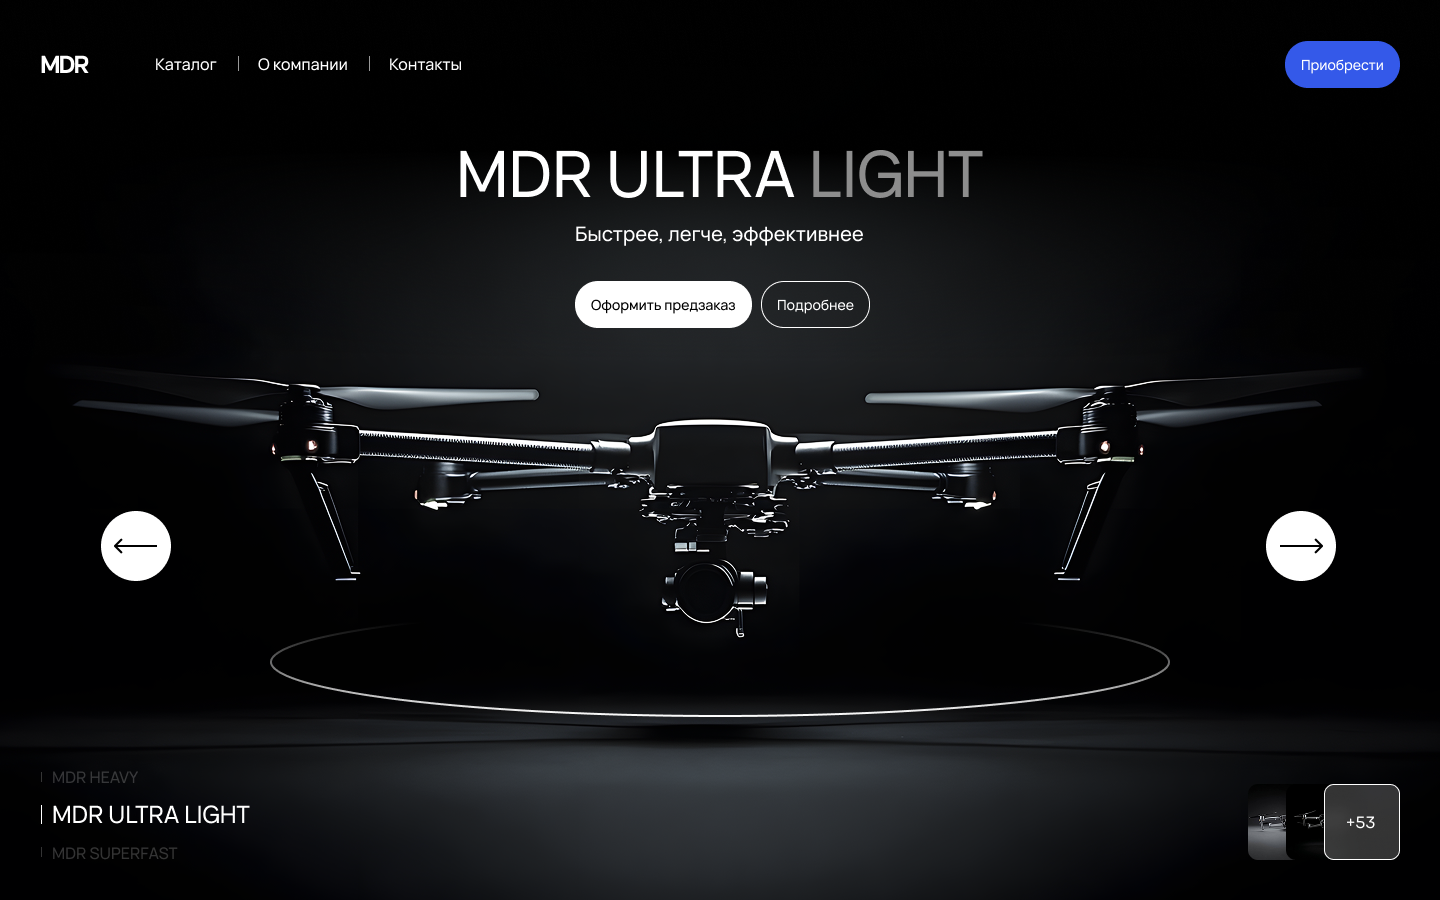 MDR
Каталог
О компании
Контакты
Приобрести
MDR ULTRA LIGHT
Быстрее, легче, эффективнее
Оформить предзаказ
Подробнее
MDR HEAVY
MDR ULTRA LIGHT
MDR SUPERFAST
+53